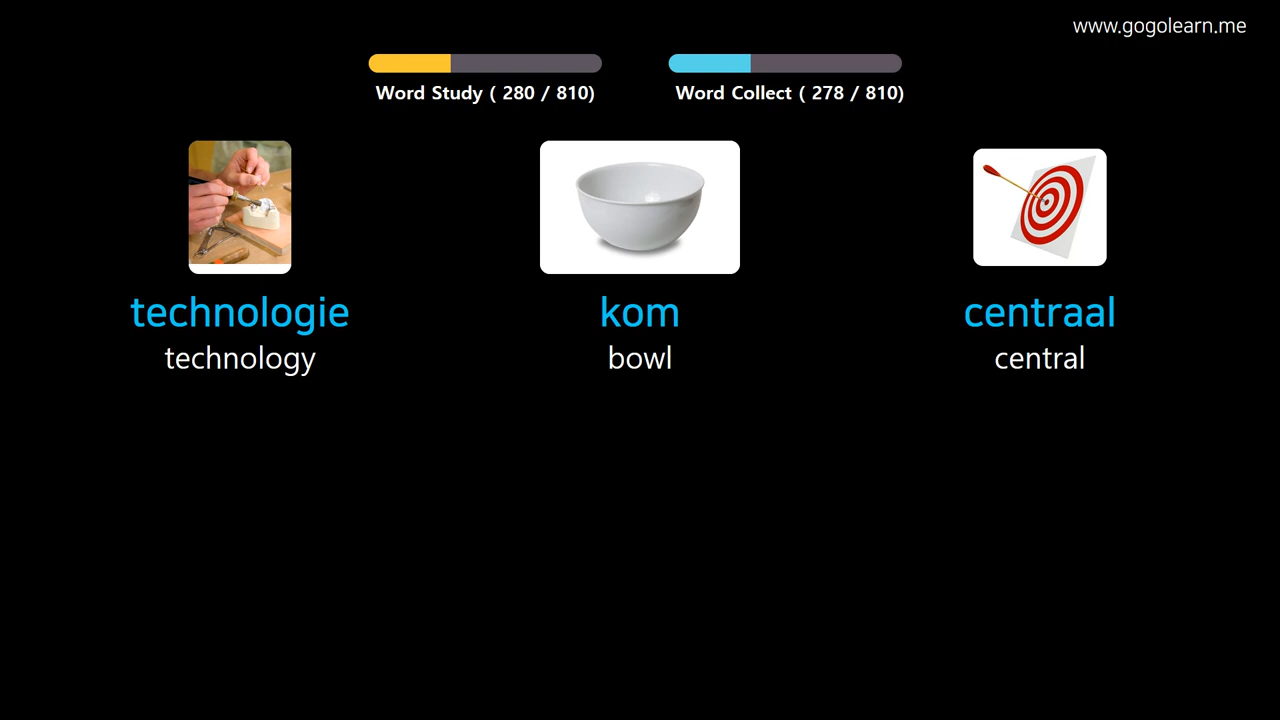 www.gogolearn.me
Word Study ( 280 / 810)
Word Collect ( 278 / 810)
technologie
technology
kom
bowl
centraal
central